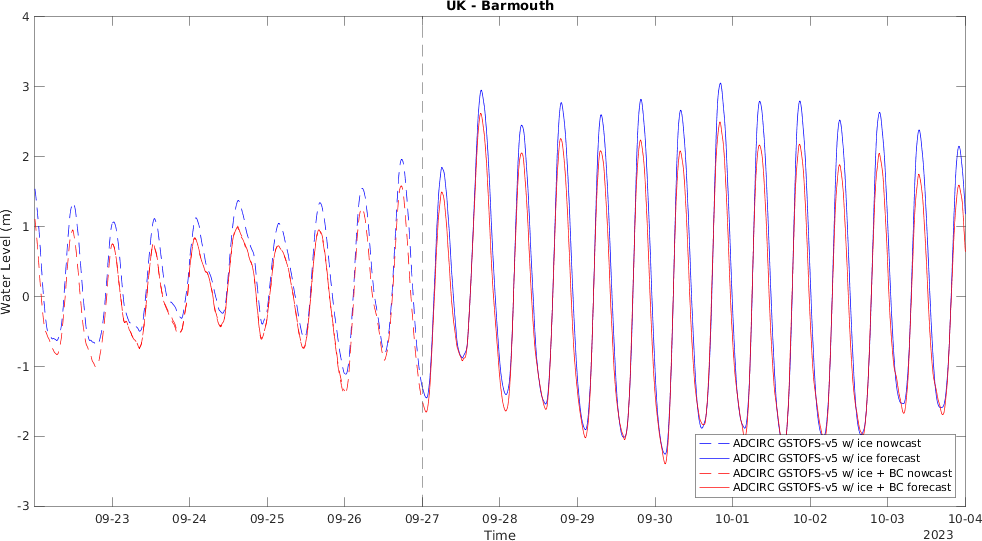 UK - Barmouth
4
3
2
1
0
-1
-2
-3
Water Level (m)
09-23 09-24 09-25 09-26 09-27 09-28 09-29 09-30 10-01 10-02 10-03 10-04
Time
2023
ADCIRC GSTOFS-v5 w/ ice nowcast
ADCIRC GSTOFS-v5 w/ ice forecast
ADCIRC GSTOFS-v5 w/ ice + BC nowcast
ADCIRC GSTOFS-v5 w/ ice + BC forecast